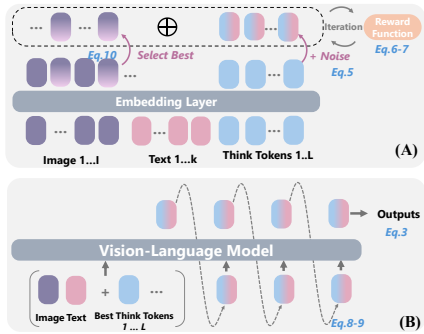 ... ... ... Iteration Reward
Function
Eq.10 Select Best + Noise Eq.6-7
... Eq.5
Embedding Layer
... ... ...
Image 1...I Text 1...k Think Tokens 1..L
(A)
Outputs
Eq.3
Vision-Language Model
+ ...
Image Text Best Think Tokens
1 ... L
Eq.8-9
(B)